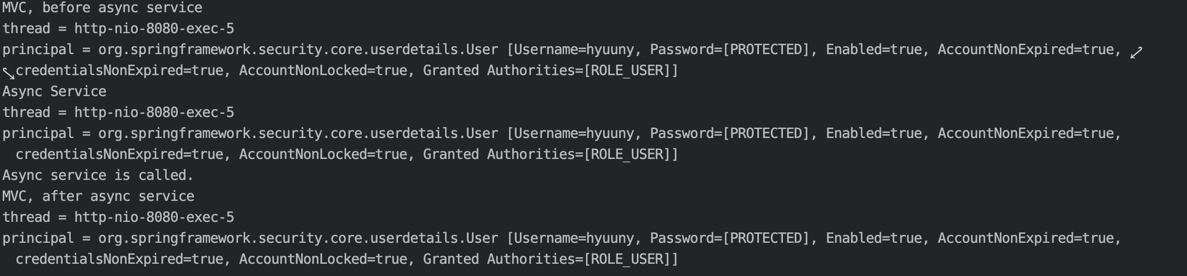 MVC, before async service
thread = http-nio-8080-exec-5
principal = org.springframework.security.core.userdetails.User [Username=hyuuny, Password=[PROTECTED], Enabled=true, AccountNonExpired=true,
credentialsNonExpired=true, AccountNonLocked=true, Granted Authorities=[ROLE_USER]]
Async Service
thread = http-nio-8080-exec-5
principal = org.springframework.security.core.userdetails.User [Username=hyuuny, Password=[PROTECTED], Enabled=true, AccountNonExpired=true,
credentialsNonExpired=true, AccountNonLocked=true, Granted Authorities=[ROLE_USER]]
Async service is called.
MVC, after async service
thread = http-nio-8080-exec-5
principal = org.springframework.security.core.userdetails.User [Username=hyuuny, Password=[PROTECTED], Enabled=true, AccountNonExpired=true,
credentialsNonExpired=true, AccountNonLocked=true, Granted Authorities=[ROLE_USER]]